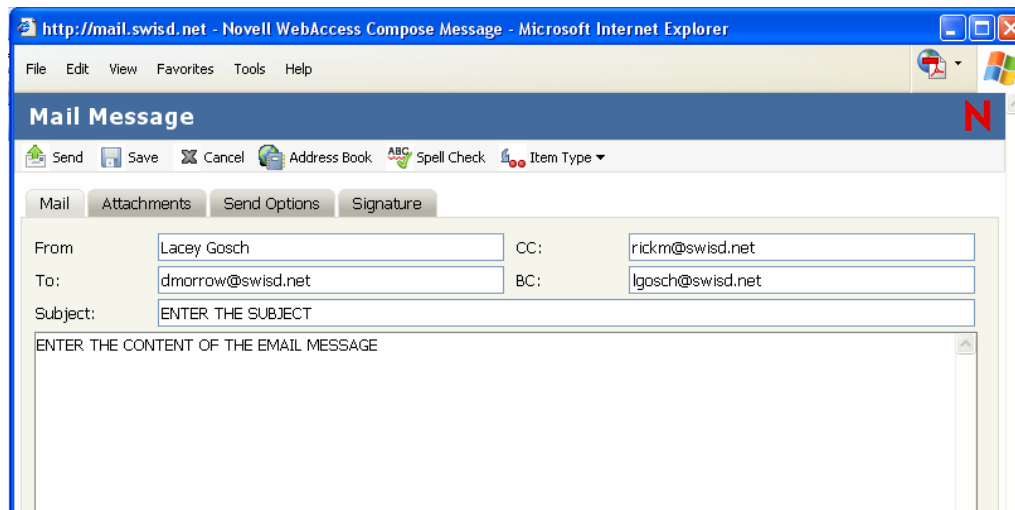 http://mail.swisd.net - Novell WebAccess Compose Message - Microsoft Internet Explorer
File Edit View Favorites Tools Help
Mail Message N
Send Save Cancel ABC Address Book Spell Check Item Type
Mail Attachments Send Options Signature
From Lacey Gosch CC: rickm@swisd.net
To: dmorrow@swisd.net BC: lgosch@swisd.net
Subject: ENTER THE SUBJECT
ENTER THE CONTENT OF THE EMAIL MESSAGE